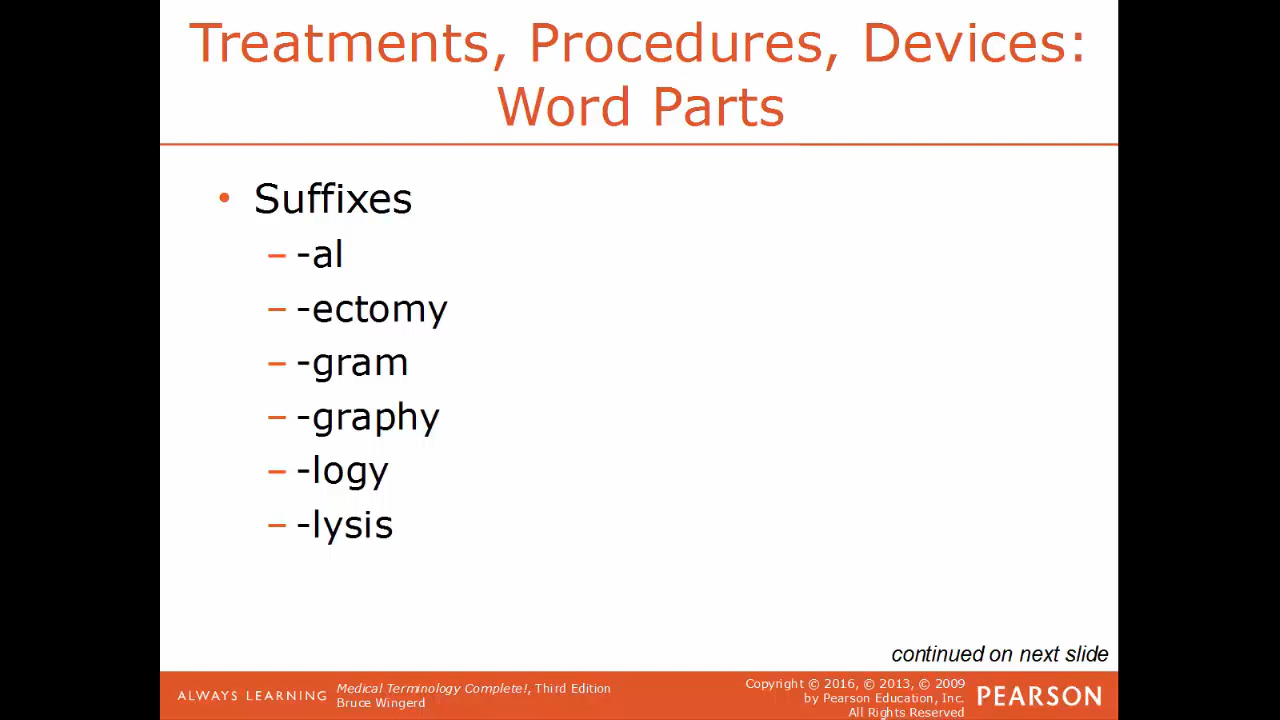 Treatments, Procedures, Devices:
Word Parts
• Suffixes
– -al
– -ectomy
– -gram
– -graphy
– -logy
– -lysis
continued on next slide
ALWAYS LEARNING
Medical Terminology Complete!, Third Edition
Bruce Wingerd
Copyright © 2016, © 2013, © 2009
by Pearson Education, Inc.
All Rights Reserved
PEARSON